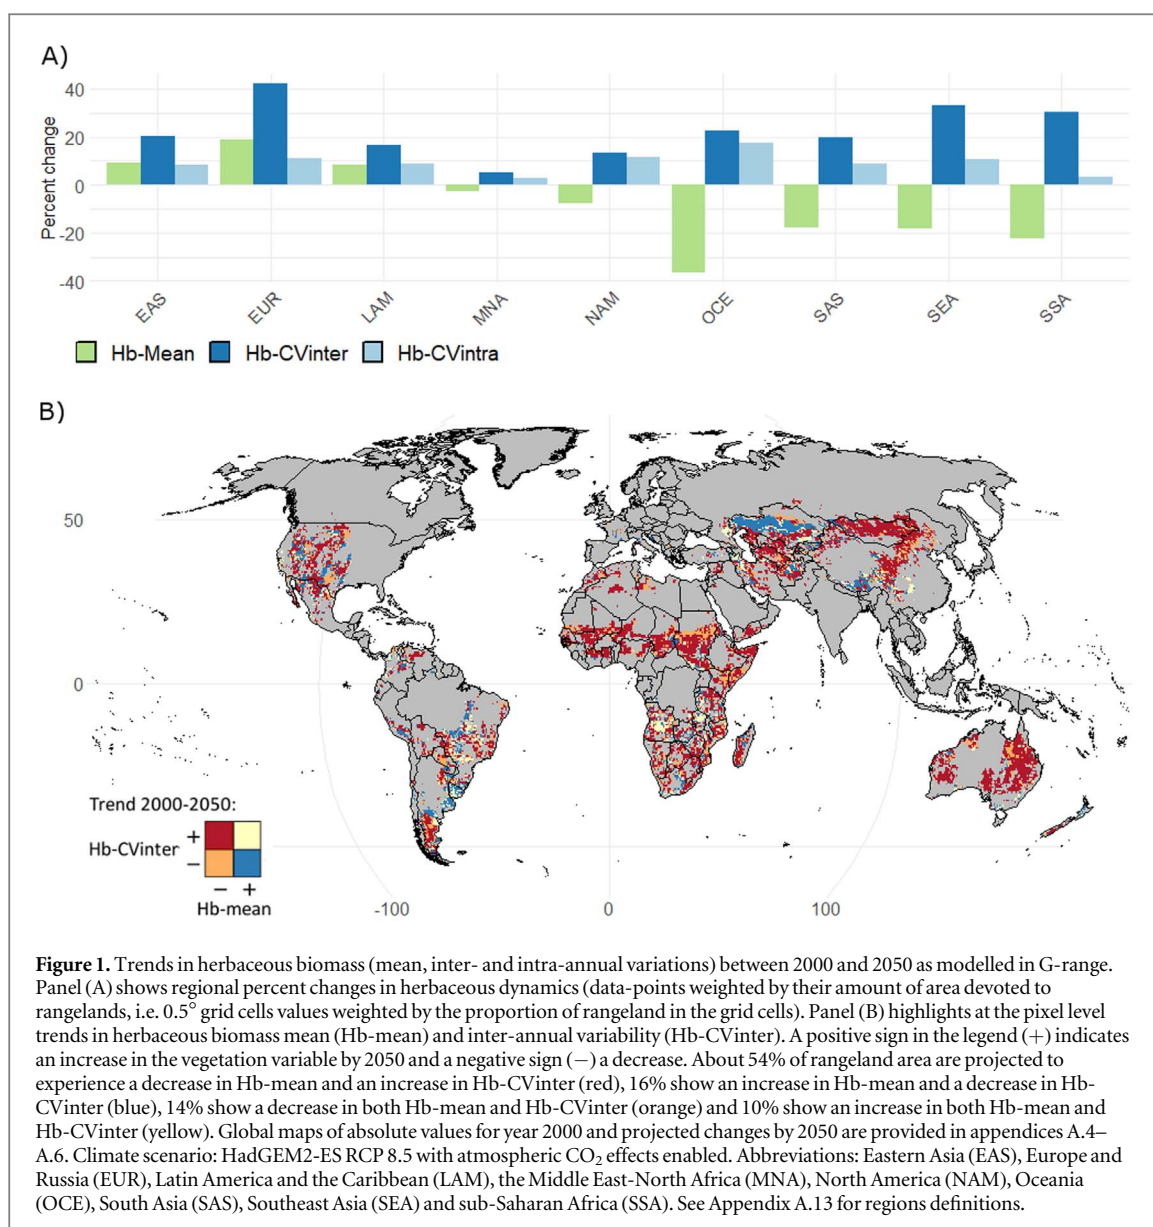 A)
40
20
0
-20
-40
Percent change
EAS
EUR
LAM
MNA
NAM
OCE
SAS
SEA
SSA
Hb-Mean Hb-CVinter Hb-CVintra
B)
50
0
Trend 2000-2050:
Hb-CVinter
+
−
− +
Hb-mean
-100 0 100
Figure 1. Trends in herbaceous biomass (mean, inter- and intra-annual variations) between 2000 and 2050 as modelled in G-range.
Panel (A) shows regional percent changes in herbaceous dynamics (data-points weighted by their amount of area devoted to
rangelands, i.e. 0.5° grid cells values weighted by the proportion of rangeland in the grid cells). Panel (B) highlights at the pixel level
trends in herbaceous biomass mean (Hb-mean) and inter-annual variability (Hb-CVinter). A positive sign in the legend (+) indicates
an increase in the vegetation variable by 2050 and a negative sign (−) a decrease. About 54% of rangeland area are projected to
experience a decrease in Hb-mean and an increase in Hb-CVinter (red), 16% show an increase in Hb-mean and a decrease in Hb-
CVinter (blue), 14% show a decrease in both Hb-mean and Hb-CVinter (orange) and 10% show an increase in both Hb-mean and
Hb-CVinter (yellow). Global maps of absolute values for year 2000 and projected changes by 2050 are provided in appendices A.4–
A.6. Climate scenario: HadGEM2-ES RCP 8.5 with atmospheric CO₂ effects enabled. Abbreviations: Eastern Asia (EAS), Europe and
Russia (EUR), Latin America and the Caribbean (LAM), the Middle East-North Africa (MNA), North America (NAM), Oceania
(OCE), South Asia (SAS), Southeast Asia (SEA) and sub-Saharan Africa (SSA). See Appendix A.13 for regions definitions.